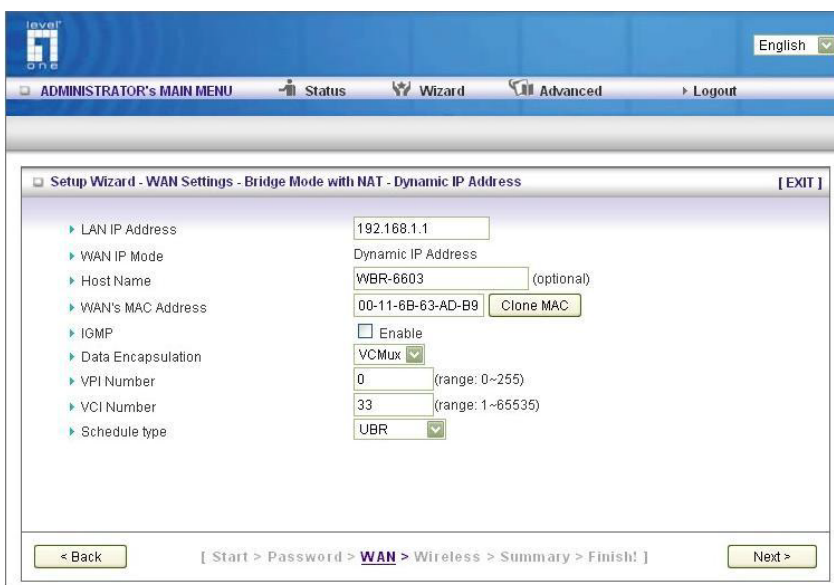 level
one
English
ADMINISTRATOR's MAIN MENU Status Wizard Advanced Logout
Setup Wizard - WAN Settings - Bridge Mode with NAT - Dynamic IP Address [ EXIT ]
LAN IP Address 192.168.1.1
WAN IP Mode Dynamic IP Address
Host Name WBR-6603 (optional)
WAN's MAC Address 00-11-6B-63-AD-B9 Clone MAC
IGMP Enable
Data Encapsulation VCMux
VPI Number 0 (range: 0~255)
VCI Number 33 (range: 1~65535)
Schedule type UBR
< Back [ Start > Password > WAN > Wireless > Summary > Finish! ] Next >